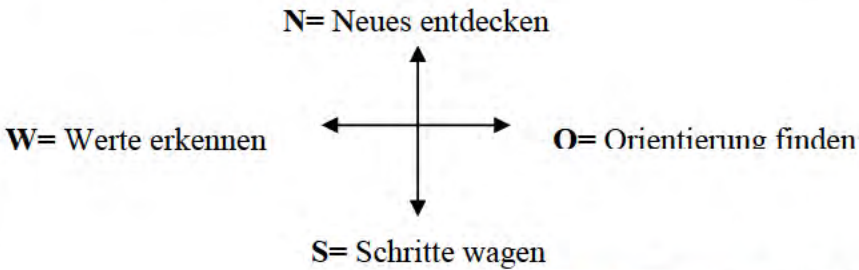 N= Neues entdecken
W= Werte erkennen
O= Orientierung finden
S= Schritte wagen